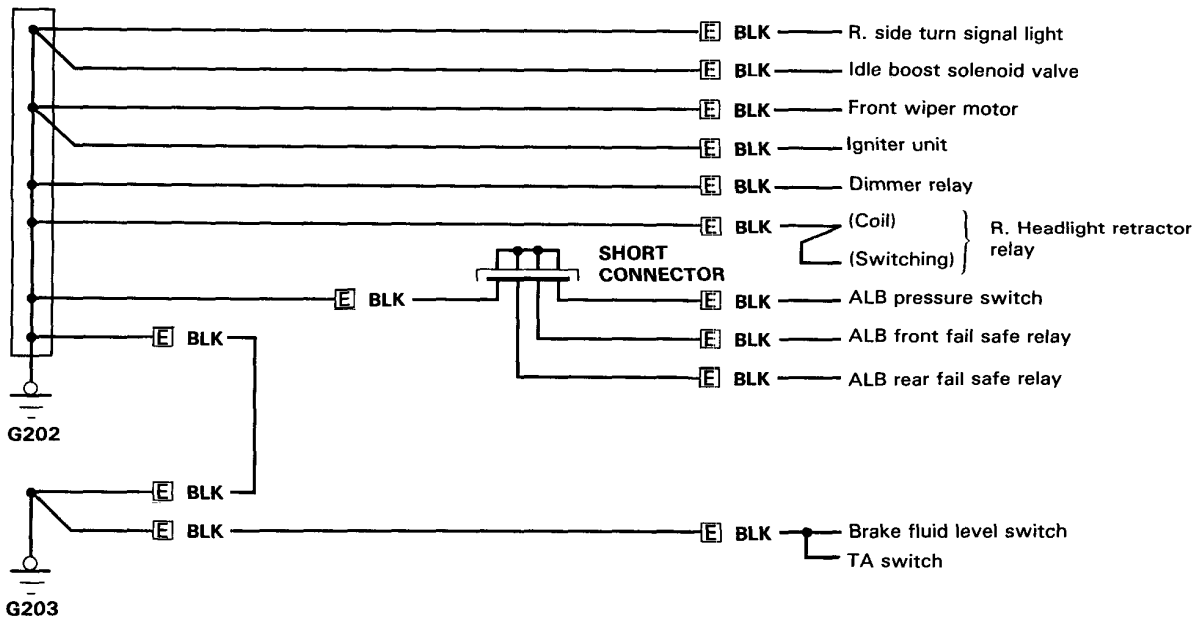 E BLK R. side turn signal light
E BLK Idle boost solenoid valve
E BLK Front wiper motor
E BLK Igniter unit
E BLK Dimmer relay
E BLK (Coil)
(Switching)
R. Headlight retractor
relay
SHORT
CONNECTOR
E BLK E BLK ALB pressure switch
E BLK E BLK ALB front fail safe relay
E BLK ALB rear fail safe relay
G202
E BLK
E BLK E BLK Brake fluid level switch
TA switch
G203